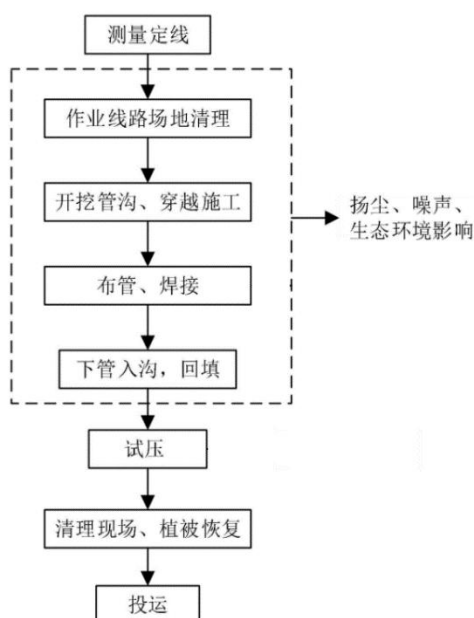 测量定线
作业线路场地清理
开挖管沟、穿越施工
扬尘、噪声、
生态环境影响
布管、焊接
下管入沟，回填
试压
清理现场、植被恢复
投运